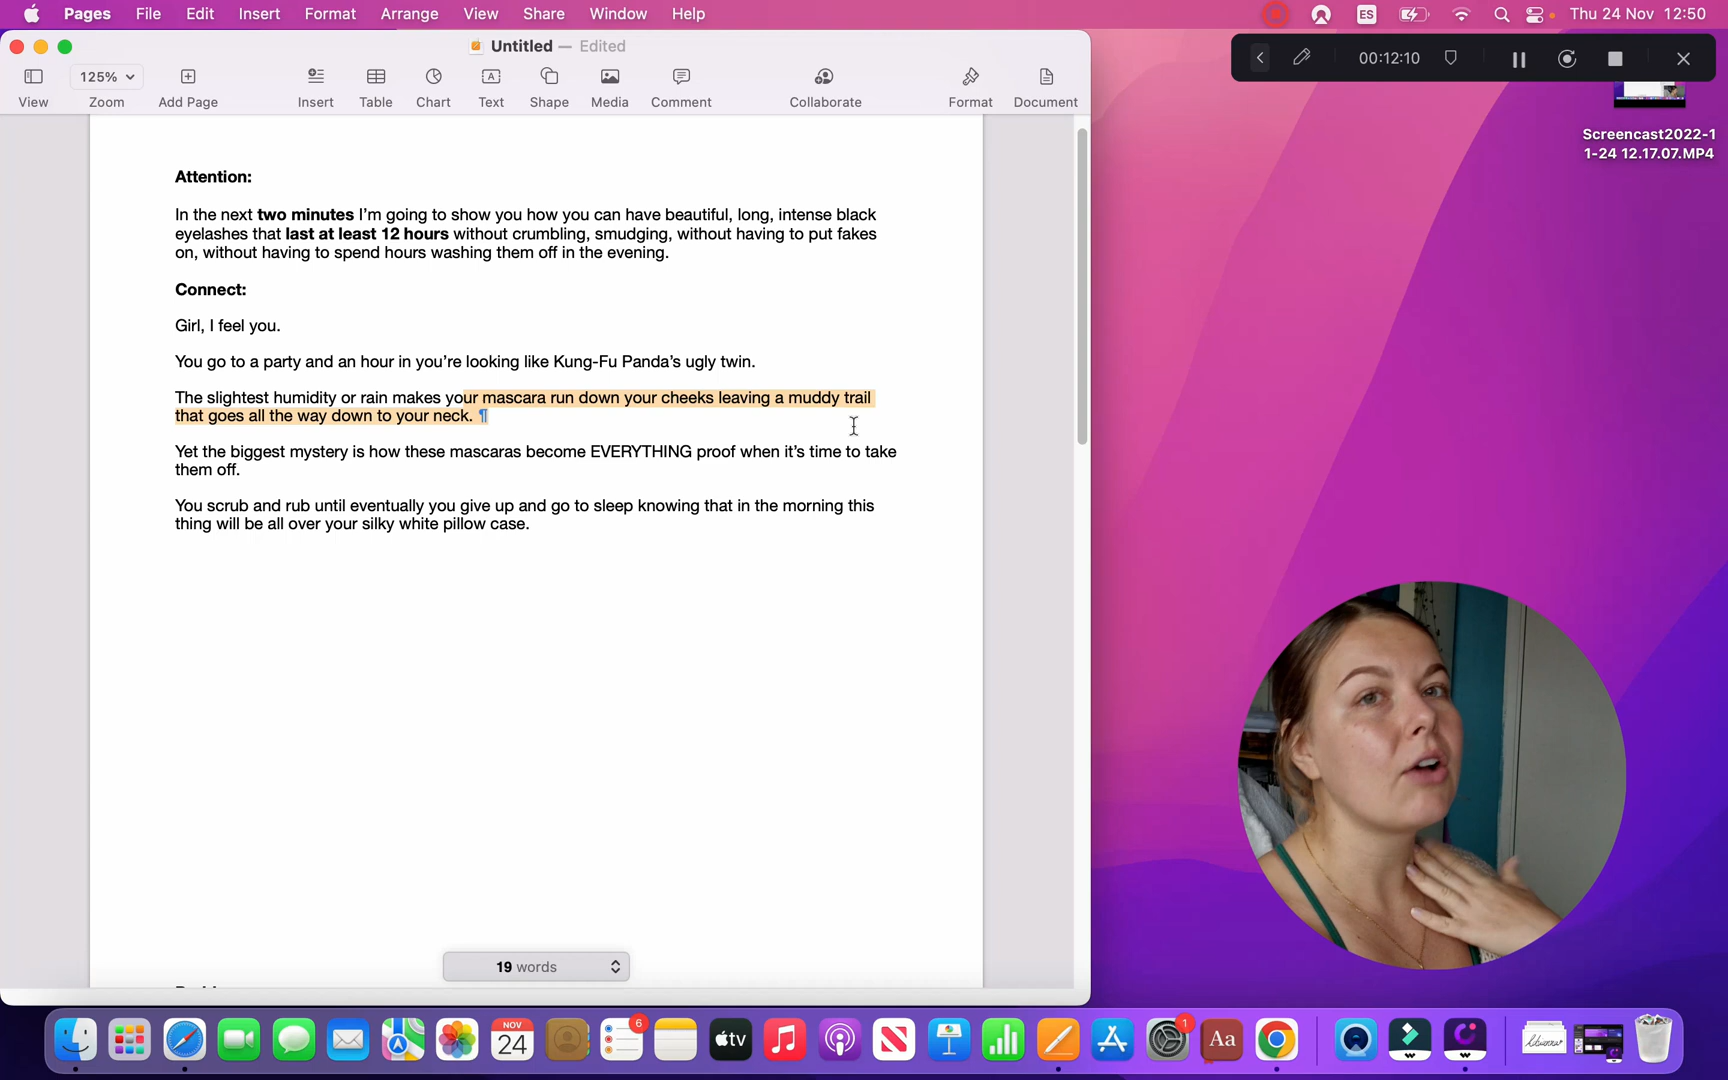 Pages File Edit Insert Format Arrange View Share Window Help
ES
Thu 24 Nov 12:50
Untitled — Edited
00:12:10
125%
View Zoom Add Page Insert Table Chart Text Shape Media Comment Collaborate Format Document
Screencast2022-1
1-24 12.17.07.MP4
Attention:
In the next two minutes I'm going to show you how you can have beautiful, long, intense black
eyelashes that last at least 12 hours without crumbling, smudging, without having to put fakes
on, without having to spend hours washing them off in the evening.
Connect:
Girl, I feel you.
You go to a party and an hour in you're looking like Kung-Fu Panda's ugly twin.
The slightest humidity or rain makes your mascara run down your cheeks leaving a muddy trail
that goes all the way down to your neck. ¶
Yet the biggest mystery is how these mascaras become EVERYTHING proof when it's time to take
them off.
You scrub and rub until eventually you give up and go to sleep knowing that in the morning this
thing will be all over your silky white pillow case.
19 words
NOV
24
6
tv
1
Aa